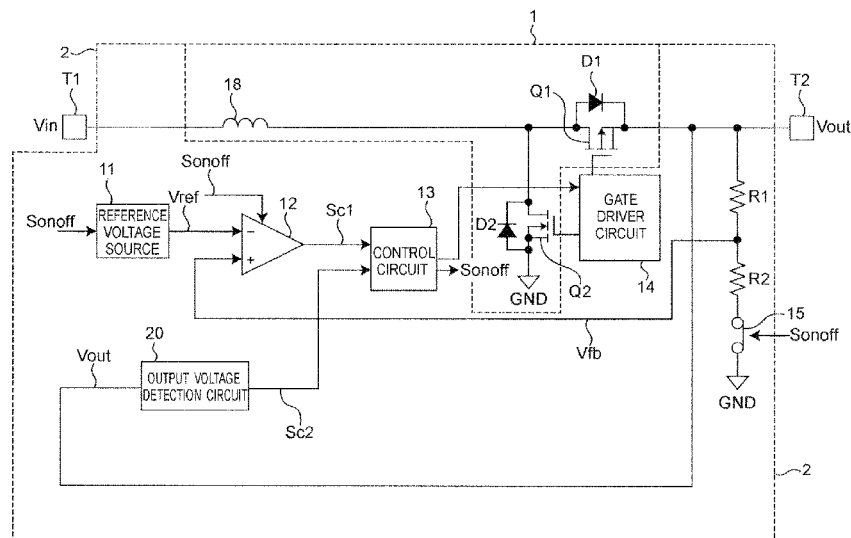 1
2
D1
T1
18
Q1
T2
Vin
Vout
Sonoff
11
Vref
12
Sc1
13
Sonoff
REFERENCE
VOLTAGE
SOURCE
−
+
CONTROL
CIRCUIT
Sonoff
D2
GATE
DRIVER
CIRCUIT
R1
R2
GND
Q2
14
15
Sonoff
Vfb
GND
20
Vout
OUTPUT VOLTAGE
DETECTION CIRCUIT
Sc2
2